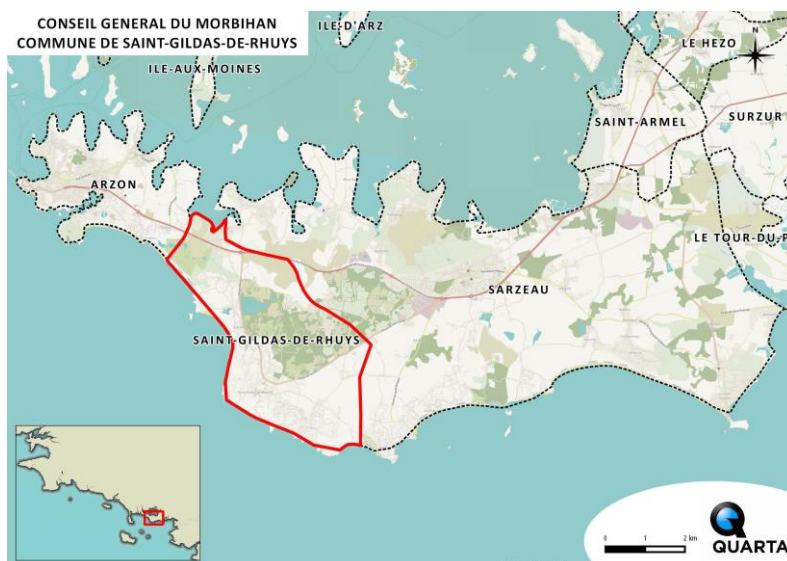 CONSEIL GENERAL DU MORBIHAN
COMMUNE DE SAINT-GILDAS-DE-RHUYS
ILE-D'ARZ
ILE-AUX-MOINES
LE HEZO
N
SAINT-ARMEL
SURZUR
ARZON
LE TOUR-DU-P
SARZEAU
SAINT-GILDAS-DE-RHUYS
0 1 2 km
QUARTA